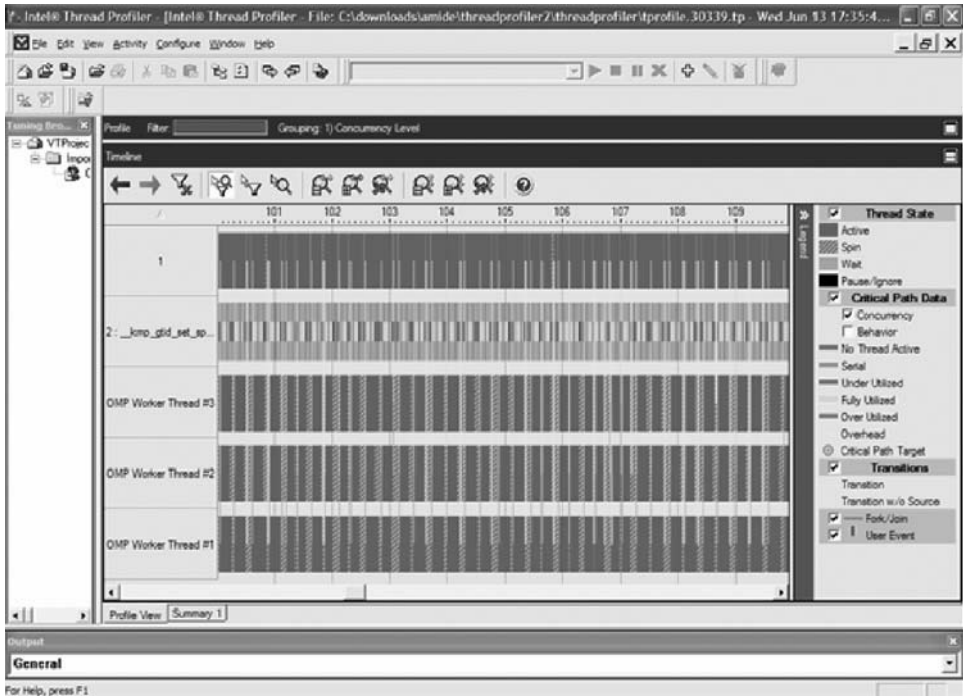 Intel® Thread Profiler - [Intel® Thread Profiler - File: C:\downloads\amide\threadprofiler2\threadprofiler\tprofile.30339.tp - Wed Jun 13 17:35:4...
File Edit View Activity Configure Window Help
Tuning Bro...
Profile Filter: Grouping: 1) Concurrency Level
VTProjec
Impor
Timeline
101 102 103 104 105 106 107 108 109
Legend
Thread State
Active
Spin
Wait
Pause/Ignore
Critical Path Data
Concurrency
Behavior
No Thread Active
Serial
Under Utilized
Fully Utilized
Over Utilized
Overhead
Critical Path Target
Transitions
Transition
Transition w/o Source
Fork/Join
User Event
1
2 : __kmp_gtid_set_sp...
OMP Worker Thread #3
OMP Worker Thread #2
OMP Worker Thread #1
Profile View Summary 1
Output
General
For Help, press F1